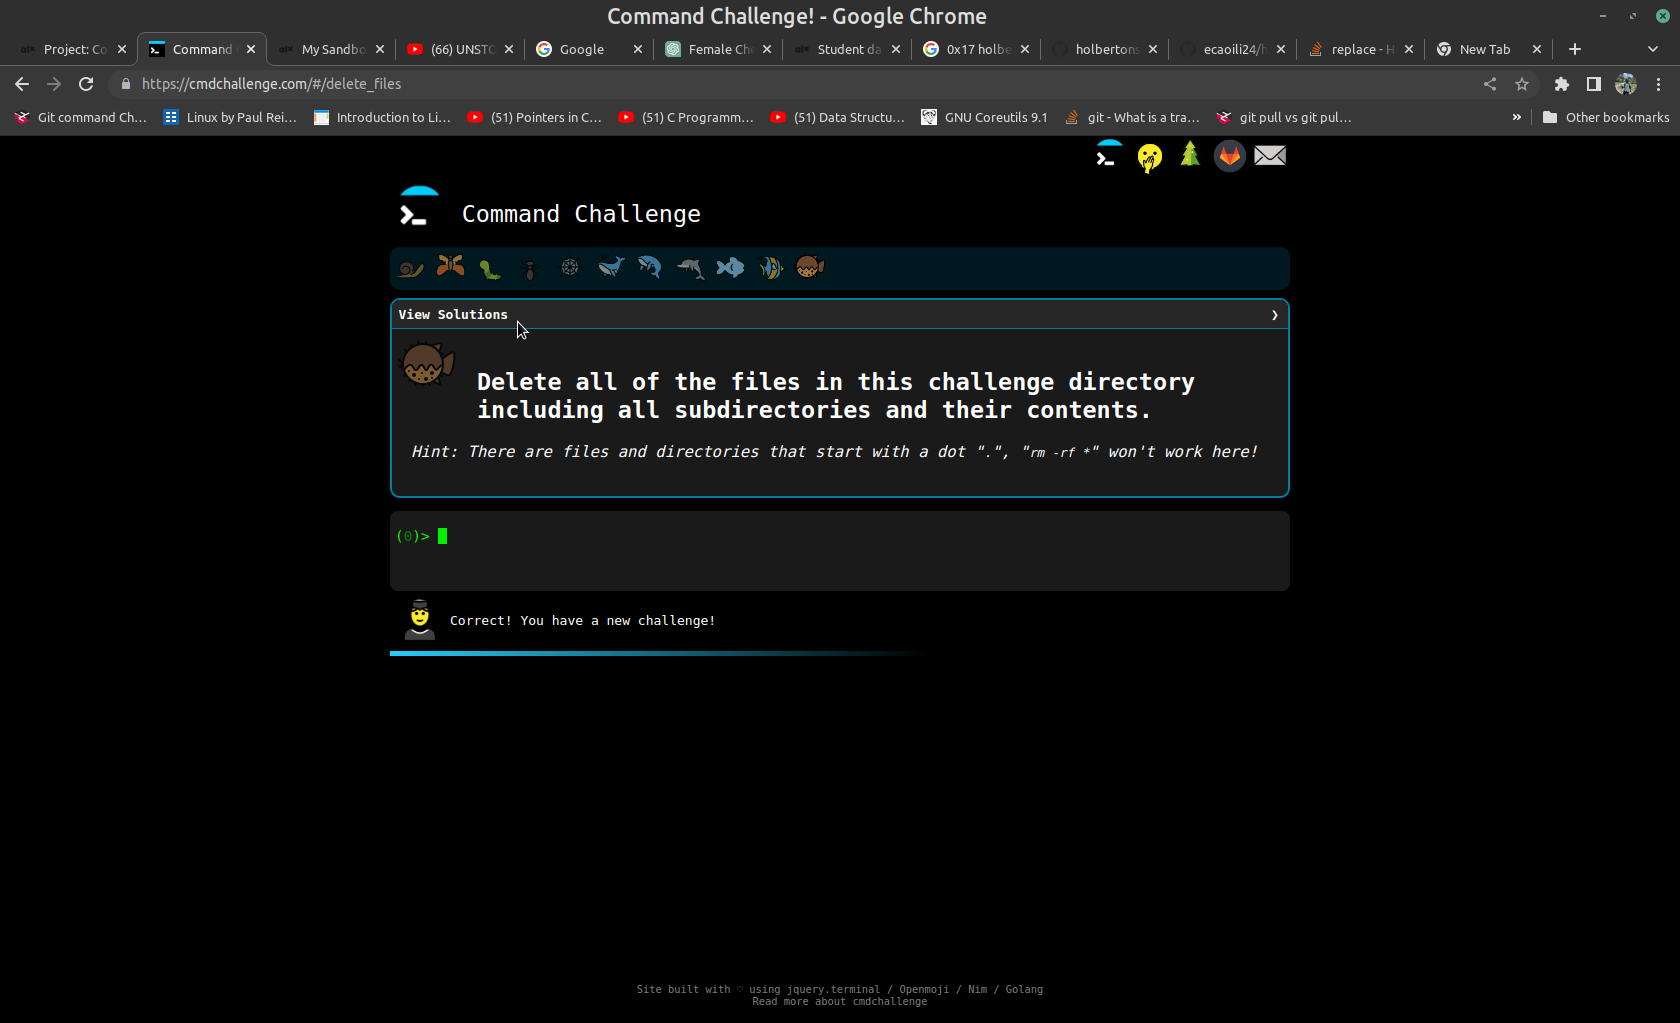 Command Challenge! - Google Chrome
Project: Co
Command
My Sandbo
(66) UNSTO
Google
Female Che
Student da
0x17 holbe
holbertons
ecaoili24/h
replace - H
New Tab
https://cmdchallenge.com/#/delete_files
Git command Ch...
Linux by Paul Rei...
Introduction to Li...
(51) Pointers in C...
(51) C Programm...
(51) Data Structu...
GNU Coreutils 9.1
git - What is a tra...
git pull vs git pul...
»
Other bookmarks
Command Challenge
View Solutions
Delete all of the files in this challenge directory
including all subdirectories and their contents.
Hint: There are files and directories that start with a dot ".", "rm -rf *" won't work here!
(0)>
Correct! You have a new challenge!
Site built with ♡ using jquery.terminal / Openmoji / Nim / Golang
Read more about cmdchallenge